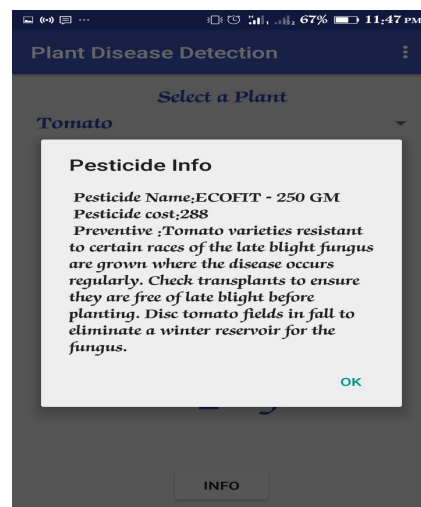 67% 11:47 PM
Plant Disease Detection
Select a Plant
Tomato
Pesticide Info
Pesticide Name:ECOFIT - 250 GM
Pesticide cost:288
Preventive :Tomato varieties resistant
to certain races of the late blight fungus
are grown where the disease occurs
regularly. Check transplants to ensure
they are free of late blight before
planting. Disc tomato fields in fall to
eliminate a winter reservoir for the
fungus.
OK
INFO